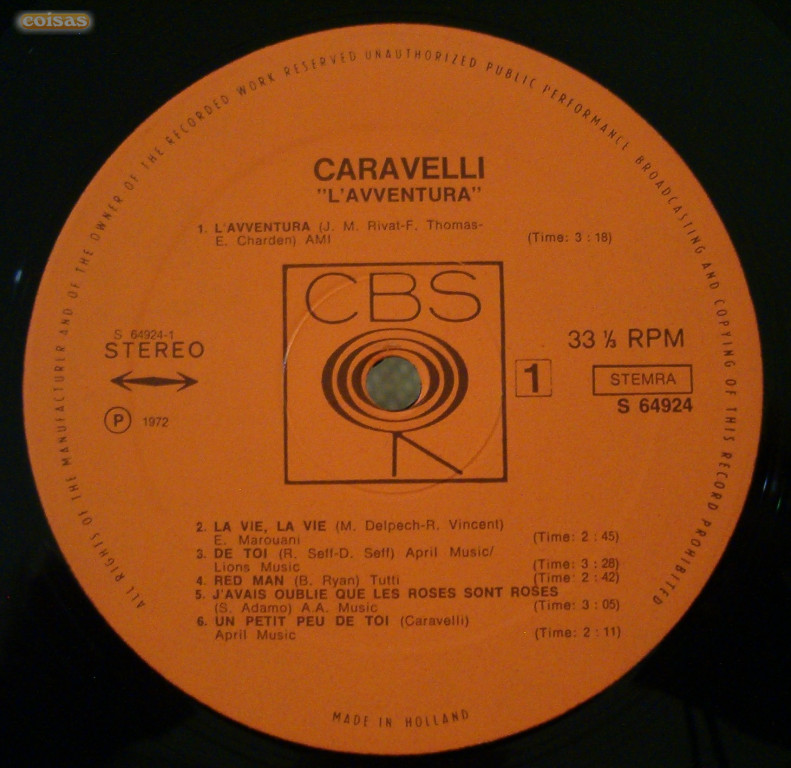 coisas
ALL RIGHTS OF THE MANUFACTURER AND OF THE OWNER OF THE RECORDED WORK RESERVED UNAUTHORIZED PUBLIC PERFORMANCE BROADCASTING AND COPYING OF THIS RECORD PROHIBITED
CARAVELLI
"L'AVVENTURA"
1. L'AVVENTURA (J. M. Rivat-F. Thomas-
E. Charden) AMI (Time: 3 : 18)
CBS
S 64924-1
STEREO
P 1972
33 ⅓ RPM
1
STEMRA
S 64924
2. LA VIE, LA VIE (M. Delpech-R. Vincent)
E. Marouani (Time: 2 : 45)
3. DE TOI (R. Seff-D. Seff) April Music/
Lions Music (Time: 3 : 28)
4. RED MAN (B. Ryan) Tutti (Time: 2 : 42)
5. J'AVAIS OUBLIE QUE LES ROSES SONT ROSES
(S. Adamo) A.A. Music (Time: 3 : 05)
6. UN PETIT PEU DE TOI (Caravelli)
April Music (Time: 2 : 11)
MADE IN HOLLAND